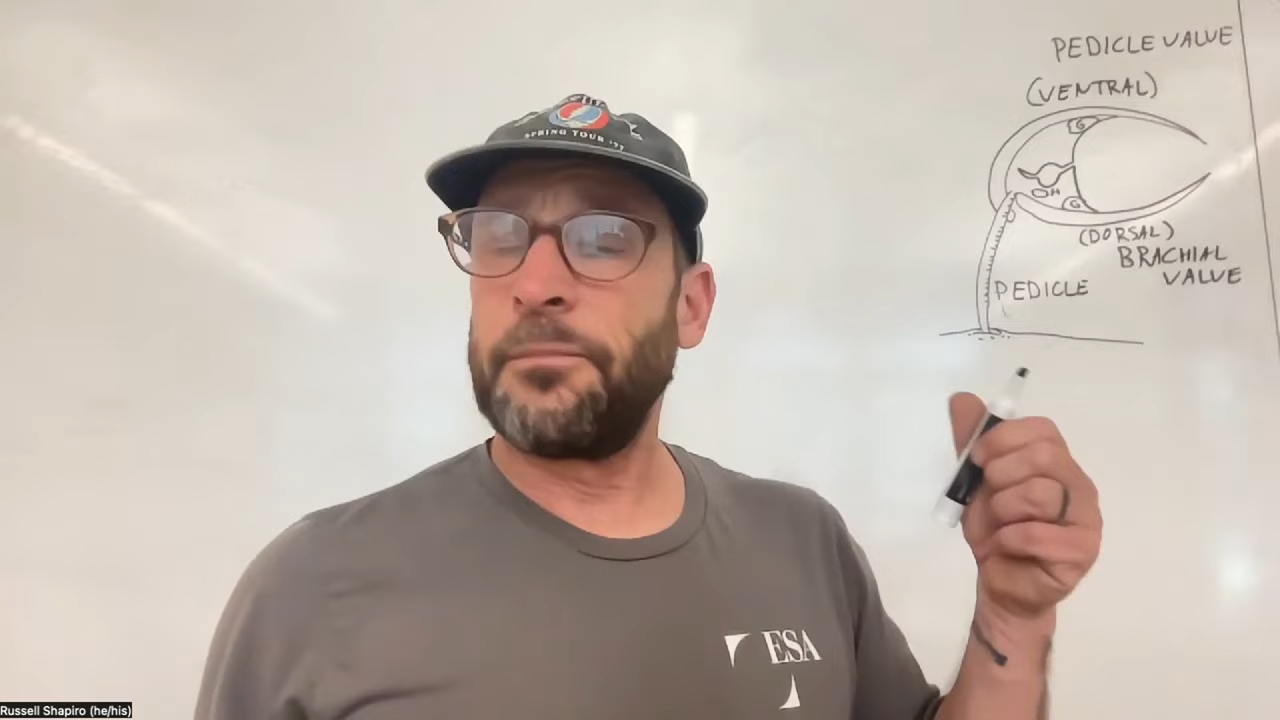 PEDICLE VALVE
(VENTRAL)
G
G
(DORSAL)
BRACHIAL
VALVE
PEDICLE
SPRING TOUR '77
ESA
Russell Shapiro (he/his)